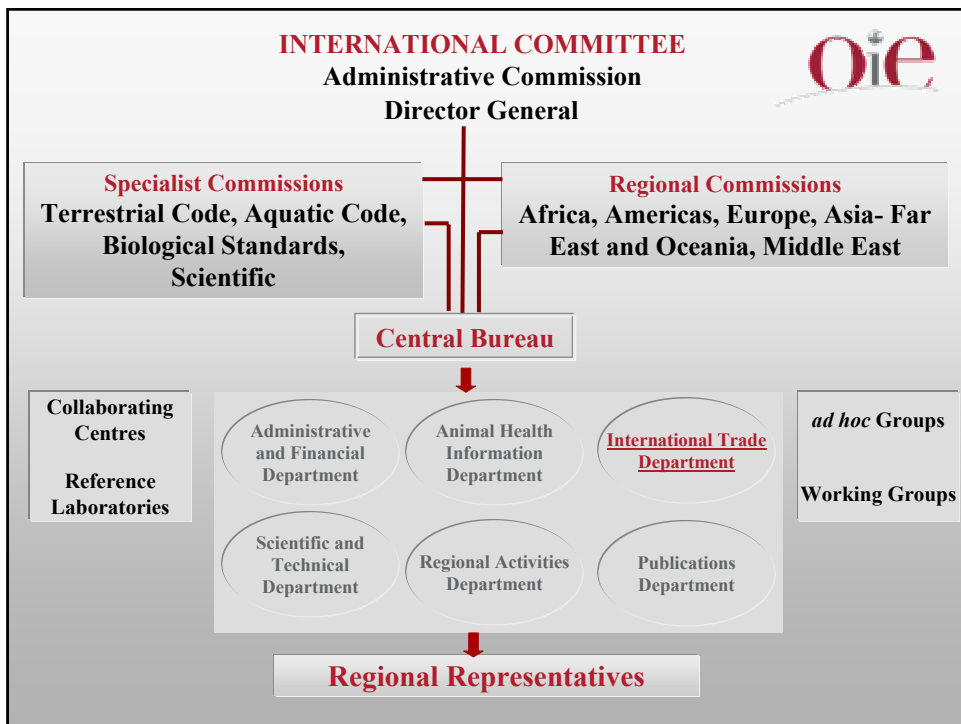 INTERNATIONAL COMMITTEE
Administrative Commission
Director General
oie
Specialist Commissions
Terrestrial Code, Aquatic Code,
Biological Standards,
Scientific
Regional Commissions
Africa, Americas, Europe, Asia- Far
East and Oceania, Middle East
Central Bureau
Collaborating
Centres
Reference
Laboratories
Administrative
and Financial
Department
Animal Health
Information
Department
International Trade
Department
Scientific and
Technical
Department
Regional Activities
Department
Publications
Department
ad hoc Groups
Working Groups
Regional Representatives